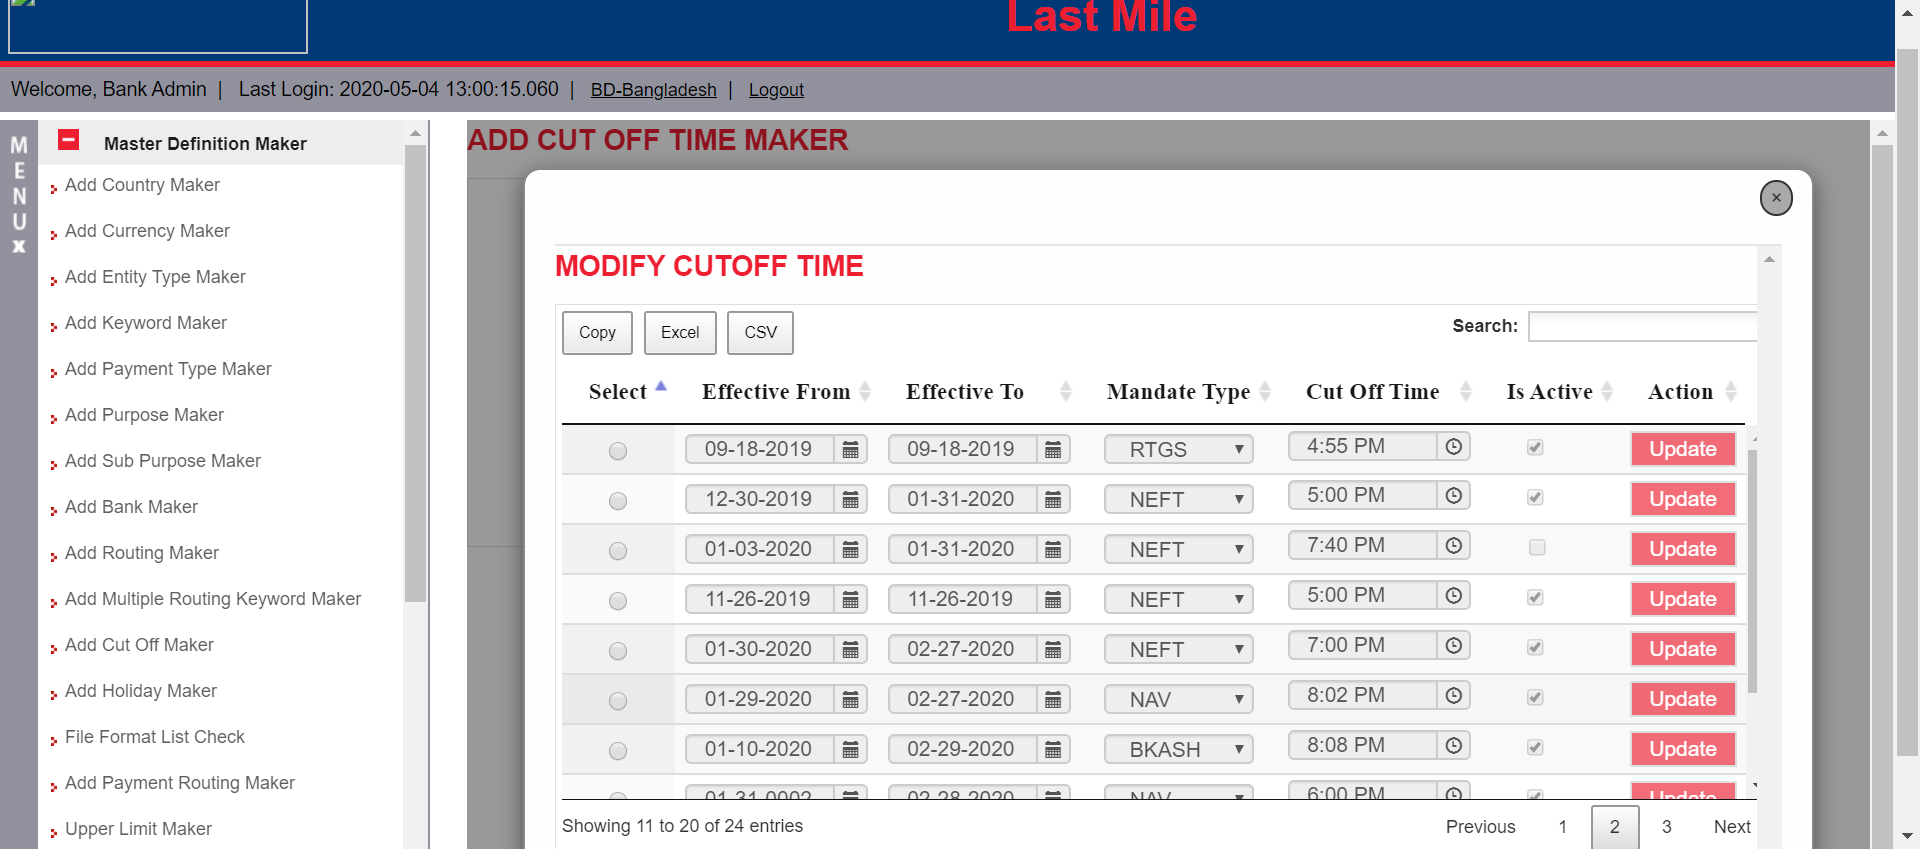 Last Mile
Welcome, Bank Admin | Last Login: 2020-05-04 13:00:15.060 | BD-Bangladesh | Logout
MENU x
Master Definition Maker
Add Country Maker
Add Currency Maker
Add Entity Type Maker
Add Keyword Maker
Add Payment Type Maker
Add Purpose Maker
Add Sub Purpose Maker
Add Bank Maker
Add Routing Maker
Add Multiple Routing Keyword Maker
Add Cut Off Maker
Add Holiday Maker
File Format List Check
Add Payment Routing Maker
Upper Limit Maker
ADD CUT OFF TIME MAKER
×
MODIFY CUTOFF TIME
Copy Excel CSV Search:
Select Effective From Effective To Mandate Type Cut Off Time Is Active Action
09-18-2019 09-18-2019 RTGS 4:55 PM Update
12-30-2019 01-31-2020 NEFT 5:00 PM Update
01-03-2020 01-31-2020 NEFT 7:40 PM Update
11-26-2019 11-26-2019 NEFT 5:00 PM Update
01-30-2020 02-27-2020 NEFT 7:00 PM Update
01-29-2020 02-27-2020 NAV 8:02 PM Update
01-10-2020 02-29-2020 BKASH 8:08 PM Update
01-31-0002 02-28-2020 NAV 6:00 PM Update
Showing 11 to 20 of 24 entries
Previous 1 2 3 Next